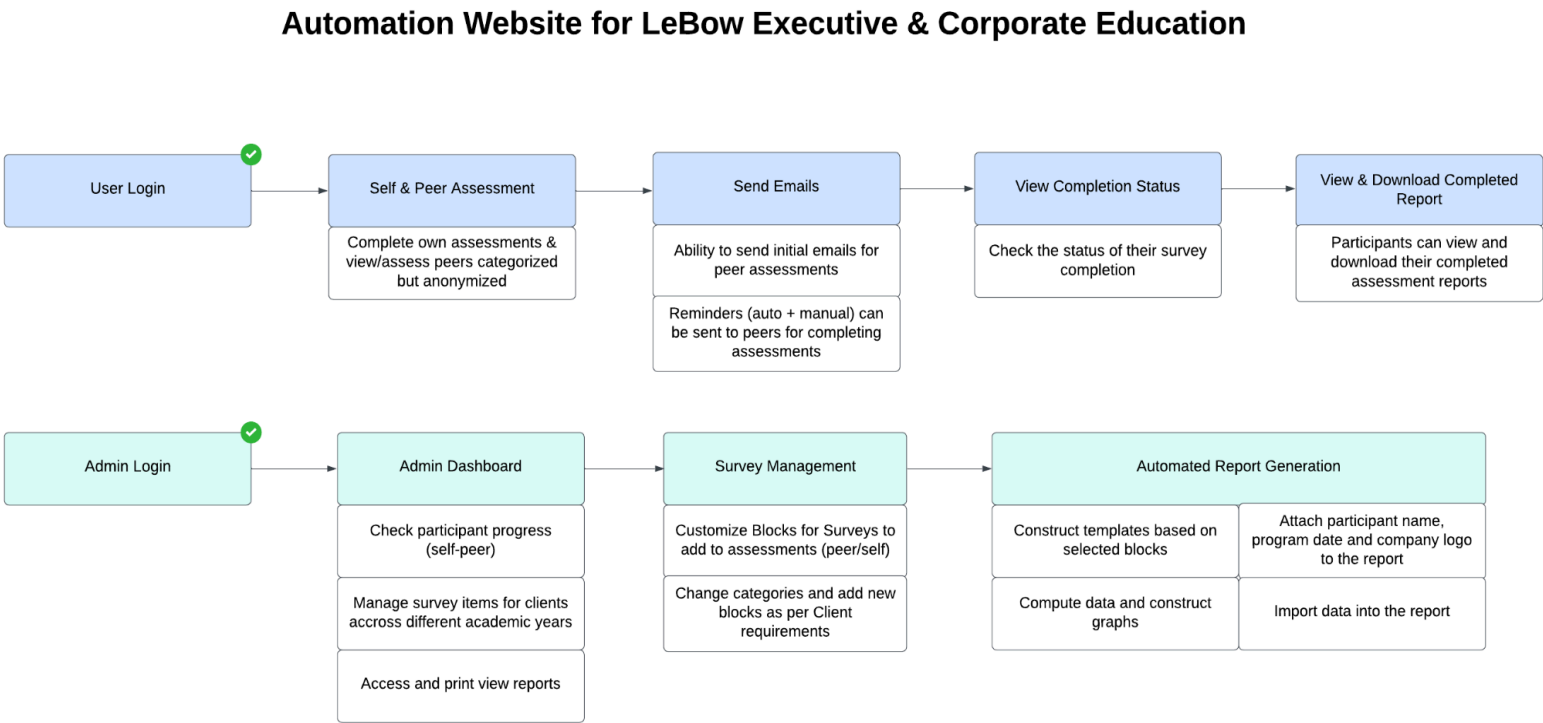 Automation Website for LeBow Executive & Corporate Education
User Login
Self & Peer Assessment
Complete own assessments &
view/assess peers categorized
but anonymized
Send Emails
Ability to send initial emails for
peer assessments
Reminders (auto + manual) can
be sent to peers for completing
assessments
View Completion Status
Check the status of their survey
completion
View & Download Completed
Report
Participants can view and
download their completed
assessment reports
Admin Login
Admin Dashboard
Check participant progress
(self-peer)
Manage survey items for clients
accross different academic years
Access and print view reports
Survey Management
Customize Blocks for Surveys to
add to assessments (peer/self)
Change categories and add new
blocks as per Client
requirements
Automated Report Generation
Construct templates based on
selected blocks
Attach participant name,
program date and company logo
to the report
Compute data and construct
graphs
Import data into the report